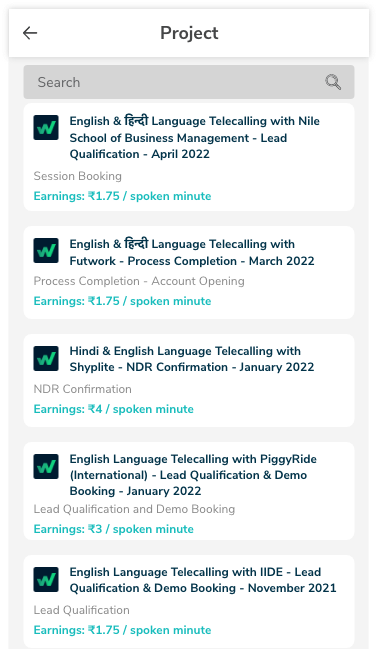 Project
Search
English & हिन्दी Language Telecalling with Nile
School of Business Management - Lead
Qualification - April 2022
Session Booking
Earnings: ₹1.75 / spoken minute
English & हिन्दी Language Telecalling with
Futwork - Process Completion - March 2022
Process Completion - Account Opening
Earnings: ₹1.75 / spoken minute
Hindi & English Language Telecalling with
Shyplite - NDR Confirmation - January 2022
NDR Confirmation
Earnings: ₹4 / spoken minute
English Language Telecalling with PiggyRide
(International) - Lead Qualification & Demo
Booking - January 2022
Lead Qualification and Demo Booking
Earnings: ₹3 / spoken minute
English Language Telecalling with IIDE - Lead
Qualification & Demo Booking - November 2021
Lead Qualification
Earnings: ₹1.75 / spoken minute